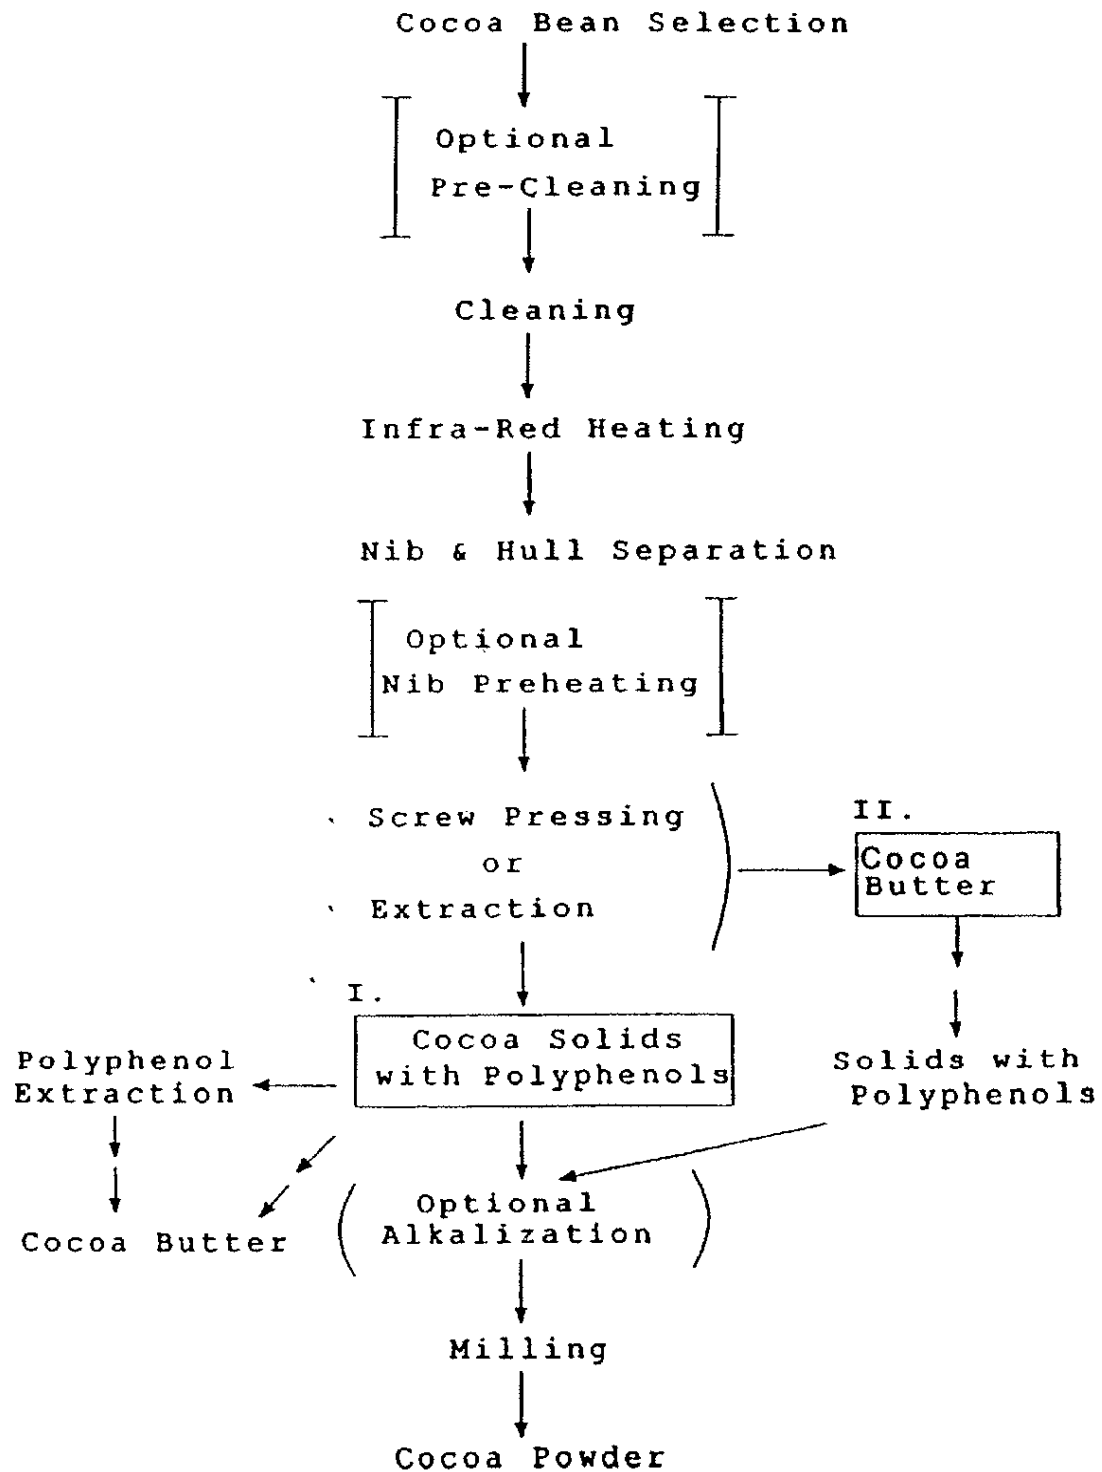 Cocoa Bean Selection
Optional
Pre-Cleaning
Cleaning
Infra-Red Heating
Nib & Hull Separation
Optional
Nib Preheating
Screw Pressing
or
Extraction
II.
Cocoa
Butter
I.
Cocoa Solids
with Polyphenols
Polyphenol
Extraction
Solids with
Polyphenols
Cocoa Butter
Optional
Alkalization
Milling
Cocoa Powder